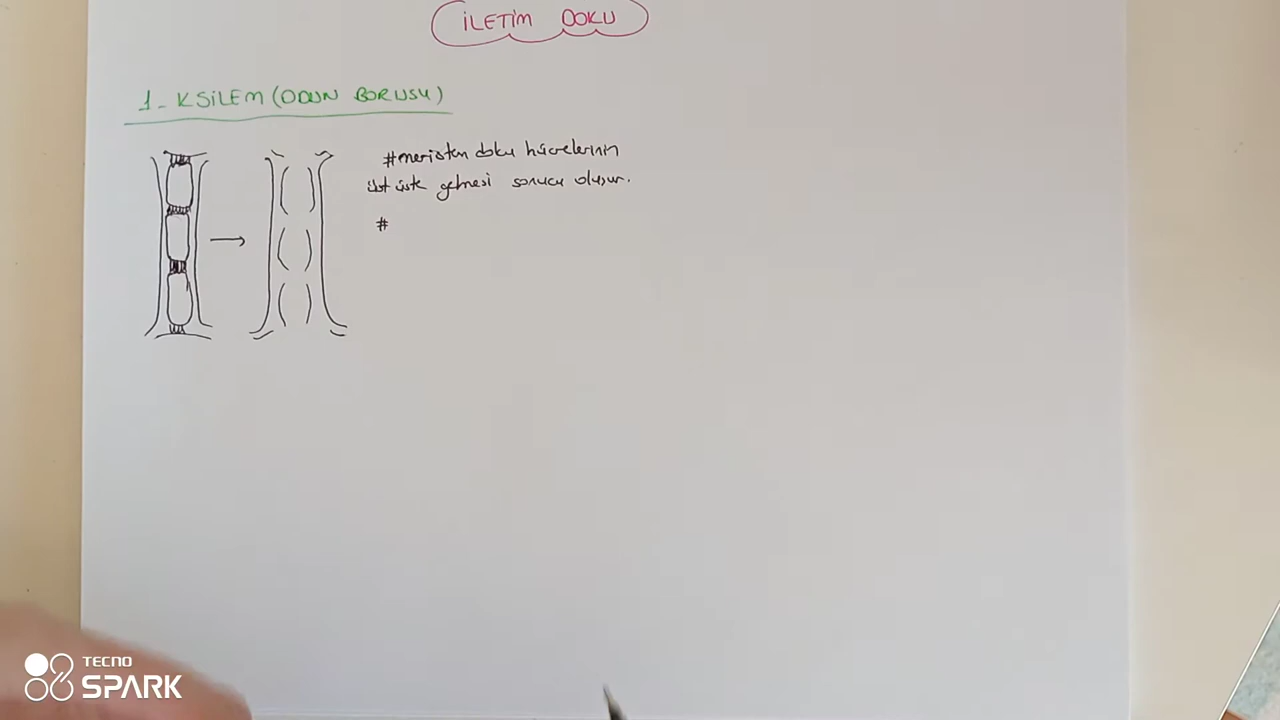 İLETİM DOKU
1- KSİLEM (ODUN BORUSU)
#meristem doku hücrelerinin
üst üste gelmesi sonucu oluşur.
#
TECNO
SPARK